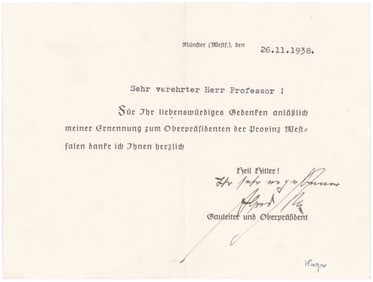 Münster (Westf.), den 26.11.1938.
Sehr verehrter Herr Professor !
Für Ihr liebenswürdiges Gedenken anläßlich
meiner Ernennung zum Oberpräsidenten der Provinz West-
falen danke ich Ihnen herzlich
Heil Hitler!
Ihr sehr ergebener
Alfred
Gauleiter und Oberpräsident